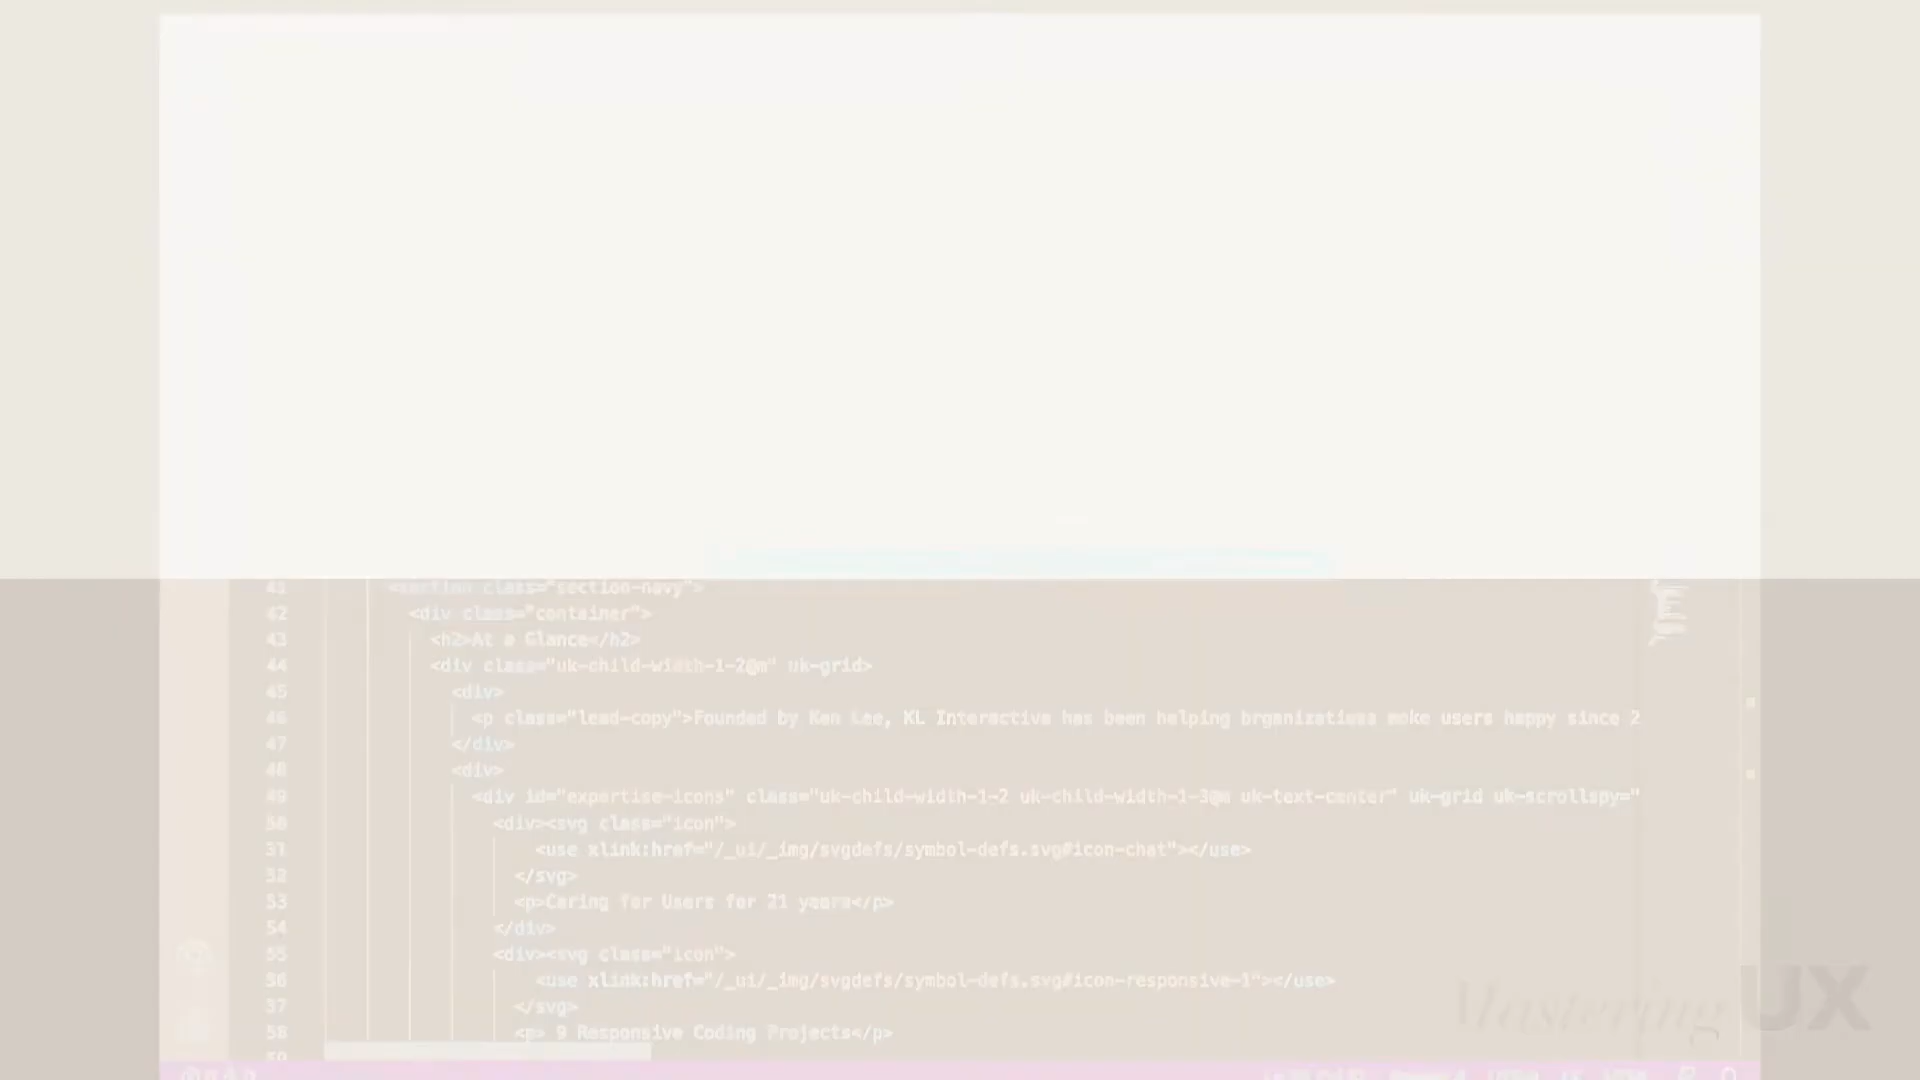 41 <section class="section-navy">
42 <div class="container">
43 <h2>At a Glance</h2>
44 <div class="uk-child-width-1-2@m" uk-grid>
45 <div>
46 <p class="lead-copy">Founded by Ken Lee, KL Interactive has been helping organizations make users happy since 2
47 </div>
48 <div>
49 <div id="expertise-icons" class="uk-child-width-1-2 uk-child-width-1-3@m uk-text-center" uk-grid uk-scrollspy="
50 <div><svg class="icon">
51 <use xlink:href="/_ui/_img/svgdefs/symbol-defs.svg#icon-chat"></use>
52 </svg>
53 <p>Caring for Users for 21 years</p>
54 </div>
55 <div><svg class="icon">
56 <use xlink:href="/_ui/_img/svgdefs/symbol-defs.svg#icon-responsive-1"></use>
57 </svg>
58 <p> 9 Responsive Coding Projects</p>
59
Mastering UX